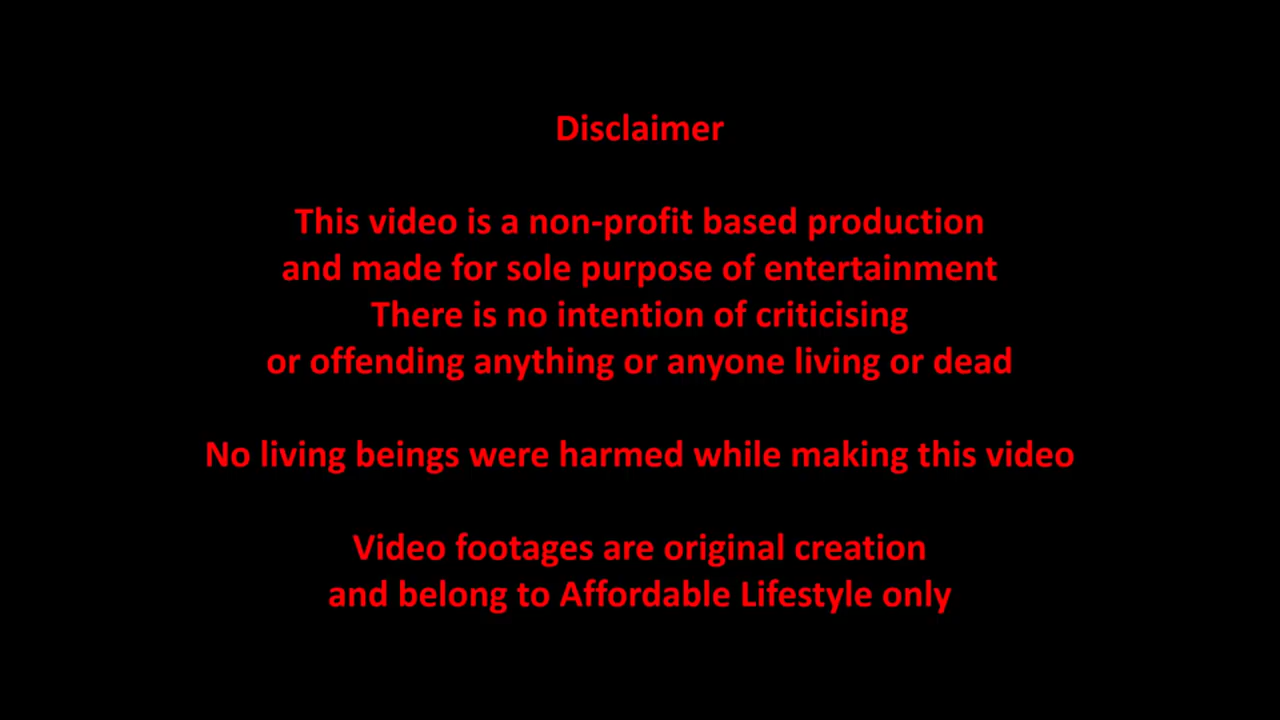 Disclaimer
This video is a non-profit based production
and made for sole purpose of entertainment
There is no intention of criticising
or offending anything or anyone living or dead
No living beings were harmed while making this video
Video footages are original creation
and belong to Affordable Lifestyle only